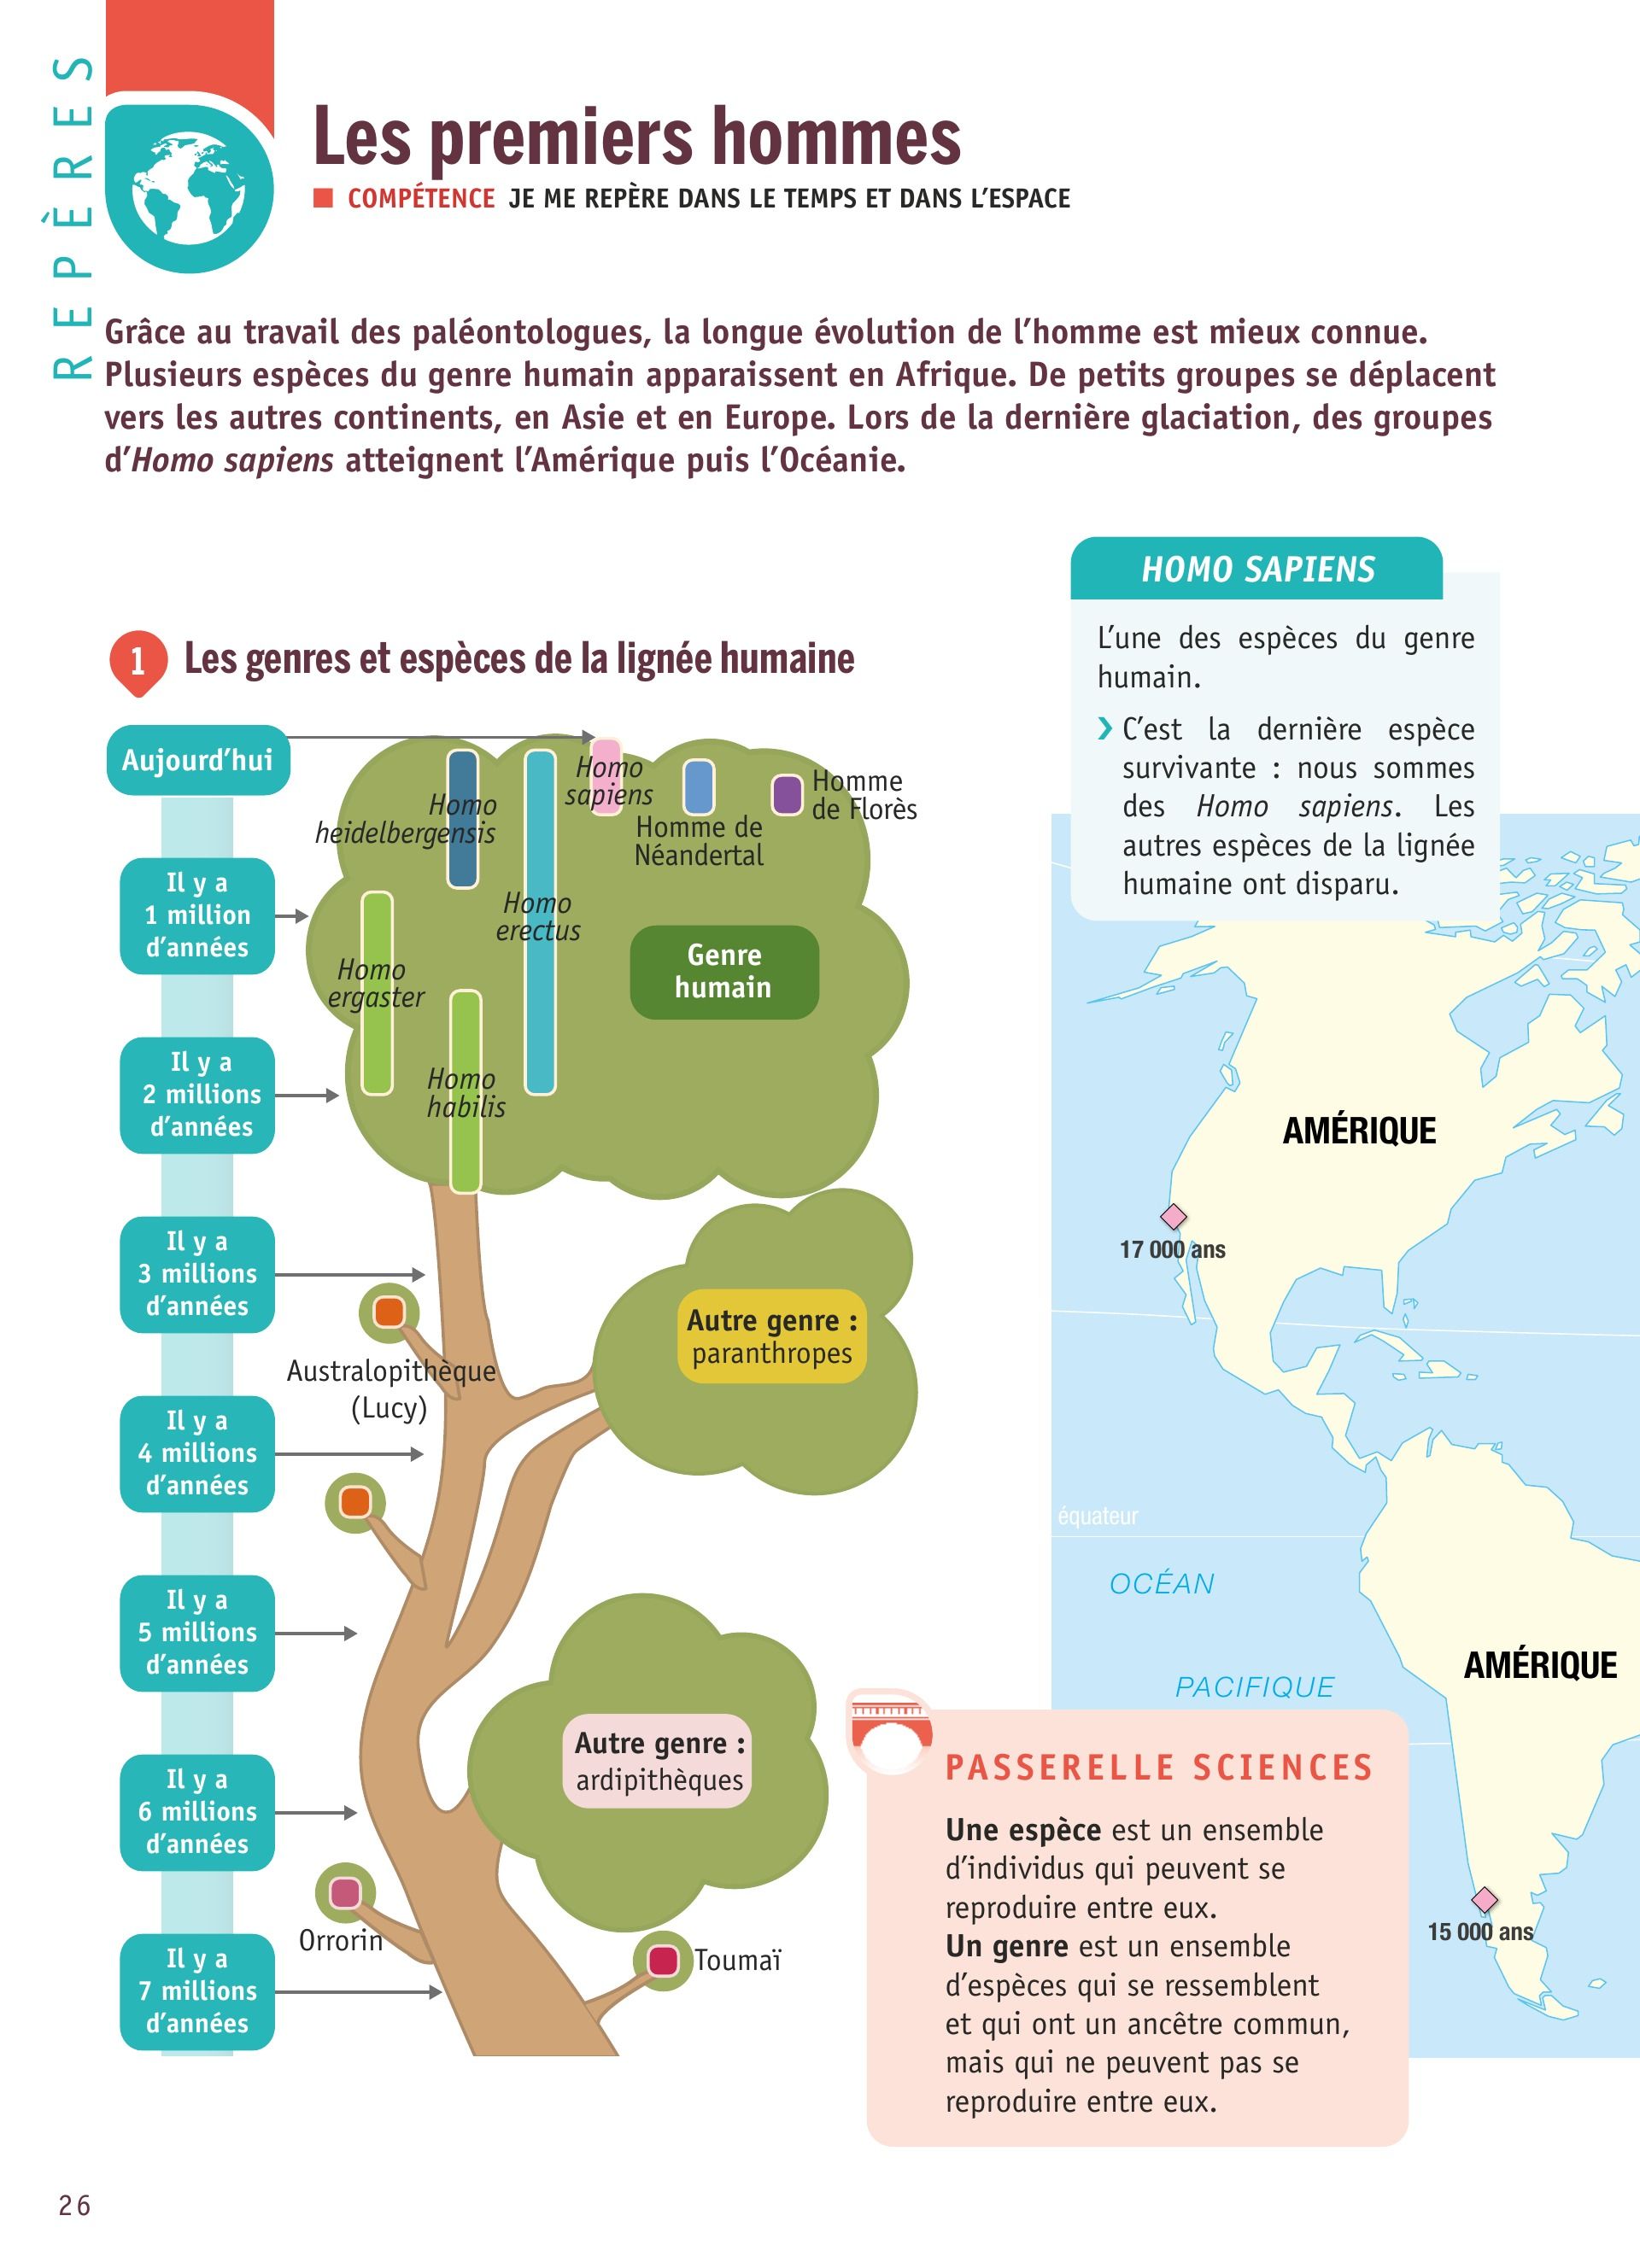 REPÈRES
Les premiers hommes
COMPÉTENCE JE ME REPÈRE DANS LE TEMPS ET DANS L'ESPACE
Grâce au travail des paléontologues, la longue évolution de l'homme est mieux connue.
Plusieurs espèces du genre humain apparaissent en Afrique. De petits groupes se déplacent
vers les autres continents, en Asie et en Europe. Lors de la dernière glaciation, des groupes
d'Homo sapiens atteignent l'Amérique puis l'Océanie.
1 Les genres et espèces de la lignée humaine
Aujourd'hui
Il y a
1 million
d'années
Il y a
2 millions
d'années
Il y a
3 millions
d'années
Il y a
4 millions
d'années
Il y a
5 millions
d'années
Il y a
6 millions
d'années
Il y a
7 millions
d'années
Homo
heidelbergensis
Homo
sapiens
Homme de
Néandertal
Homme
de Florès
Homo
erectus
Homo
ergaster
Homo
habilis
Genre
humain
Australopithèque
(Lucy)
Autre genre :
paranthropes
Autre genre :
ardipithèques
Orrorin
Toumaï
HOMO SAPIENS
L'une des espèces du genre
humain.
› C'est la dernière espèce
survivante : nous sommes
des Homo sapiens. Les
autres espèces de la lignée
humaine ont disparu.
AMÉRIQUE
17 000 ans
équateur
OCÉAN
PACIFIQUE
AMÉRIQUE
15 000 ans
PASSERELLE SCIENCES
Une espèce est un ensemble
d'individus qui peuvent se
reproduire entre eux.
Un genre est un ensemble
d'espèces qui se ressemblent
et qui ont un ancêtre commun,
mais qui ne peuvent pas se
reproduire entre eux.
26